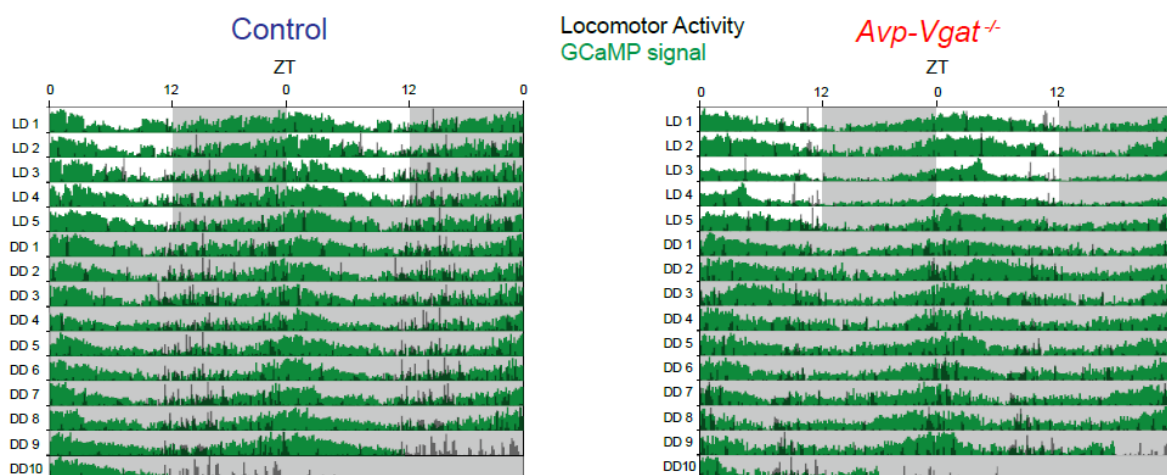 Control
Locomotor Activity
GCaMP signal
Avp-Vgat -/-
ZT
0 12 0 12 0
LD 1
LD 2
LD 3
LD 4
LD 5
DD 1
DD 2
DD 3
DD 4
DD 5
DD 6
DD 7
DD 8
DD 9
DD10
ZT
0 12 0 12
LD 1
LD 2
LD 3
LD 4
LD 5
DD 1
DD 2
DD 3
DD 4
DD 5
DD 6
DD 7
DD 8
DD 9
DD10